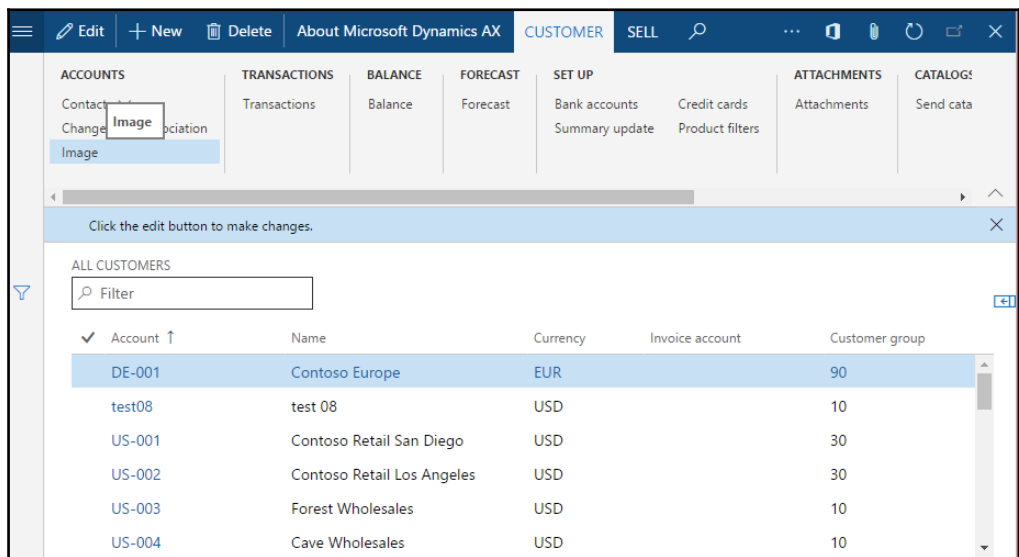 Edit + New Delete About Microsoft Dynamics AX CUSTOMER SELL ...
ACCOUNTS TRANSACTIONS BALANCE FORECAST SET UP ATTACHMENTS CATALOGS
Contact Transactions Balance Forecast Bank accounts Credit cards Attachments Send cata
Image
Change ociation Summary update Product filters
Image
Click the edit button to make changes.
ALL CUSTOMERS
Filter
Account ↑ Name Currency Invoice account Customer group
DE-001 Contoso Europe EUR 90
test08 test 08 USD 10
US-001 Contoso Retail San Diego USD 30
US-002 Contoso Retail Los Angeles USD 30
US-003 Forest Wholesales USD 10
US-004 Cave Wholesales USD 10